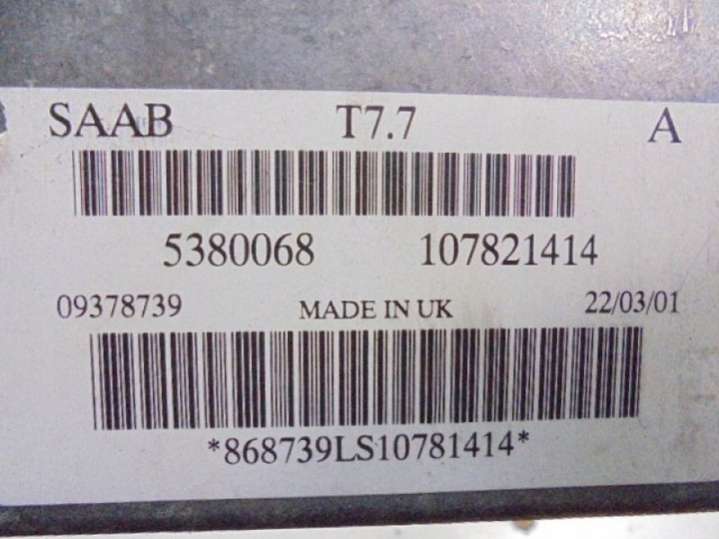 SAAB T7.7 A
5380068 107821414
09378739 MADE IN UK 22/03/01
*868739LS10781414*